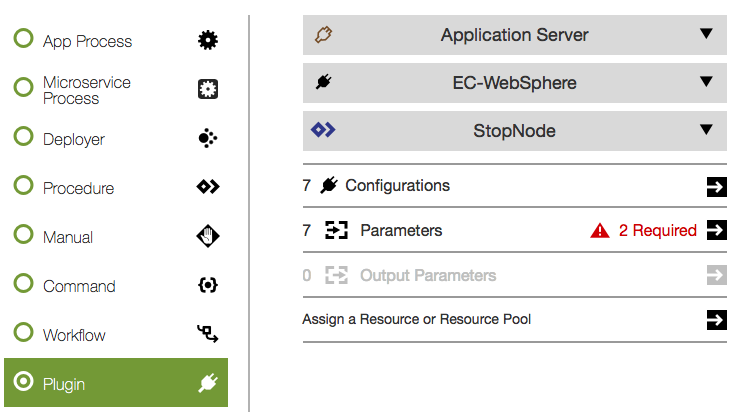 App Process
Microservice
Process
Deployer
Procedure
Manual
Command
Workflow
Plugin
Application Server
EC-WebSphere
StopNode
7 Configurations
7 Parameters 2 Required
0 Output Parameters
Assign a Resource or Resource Pool